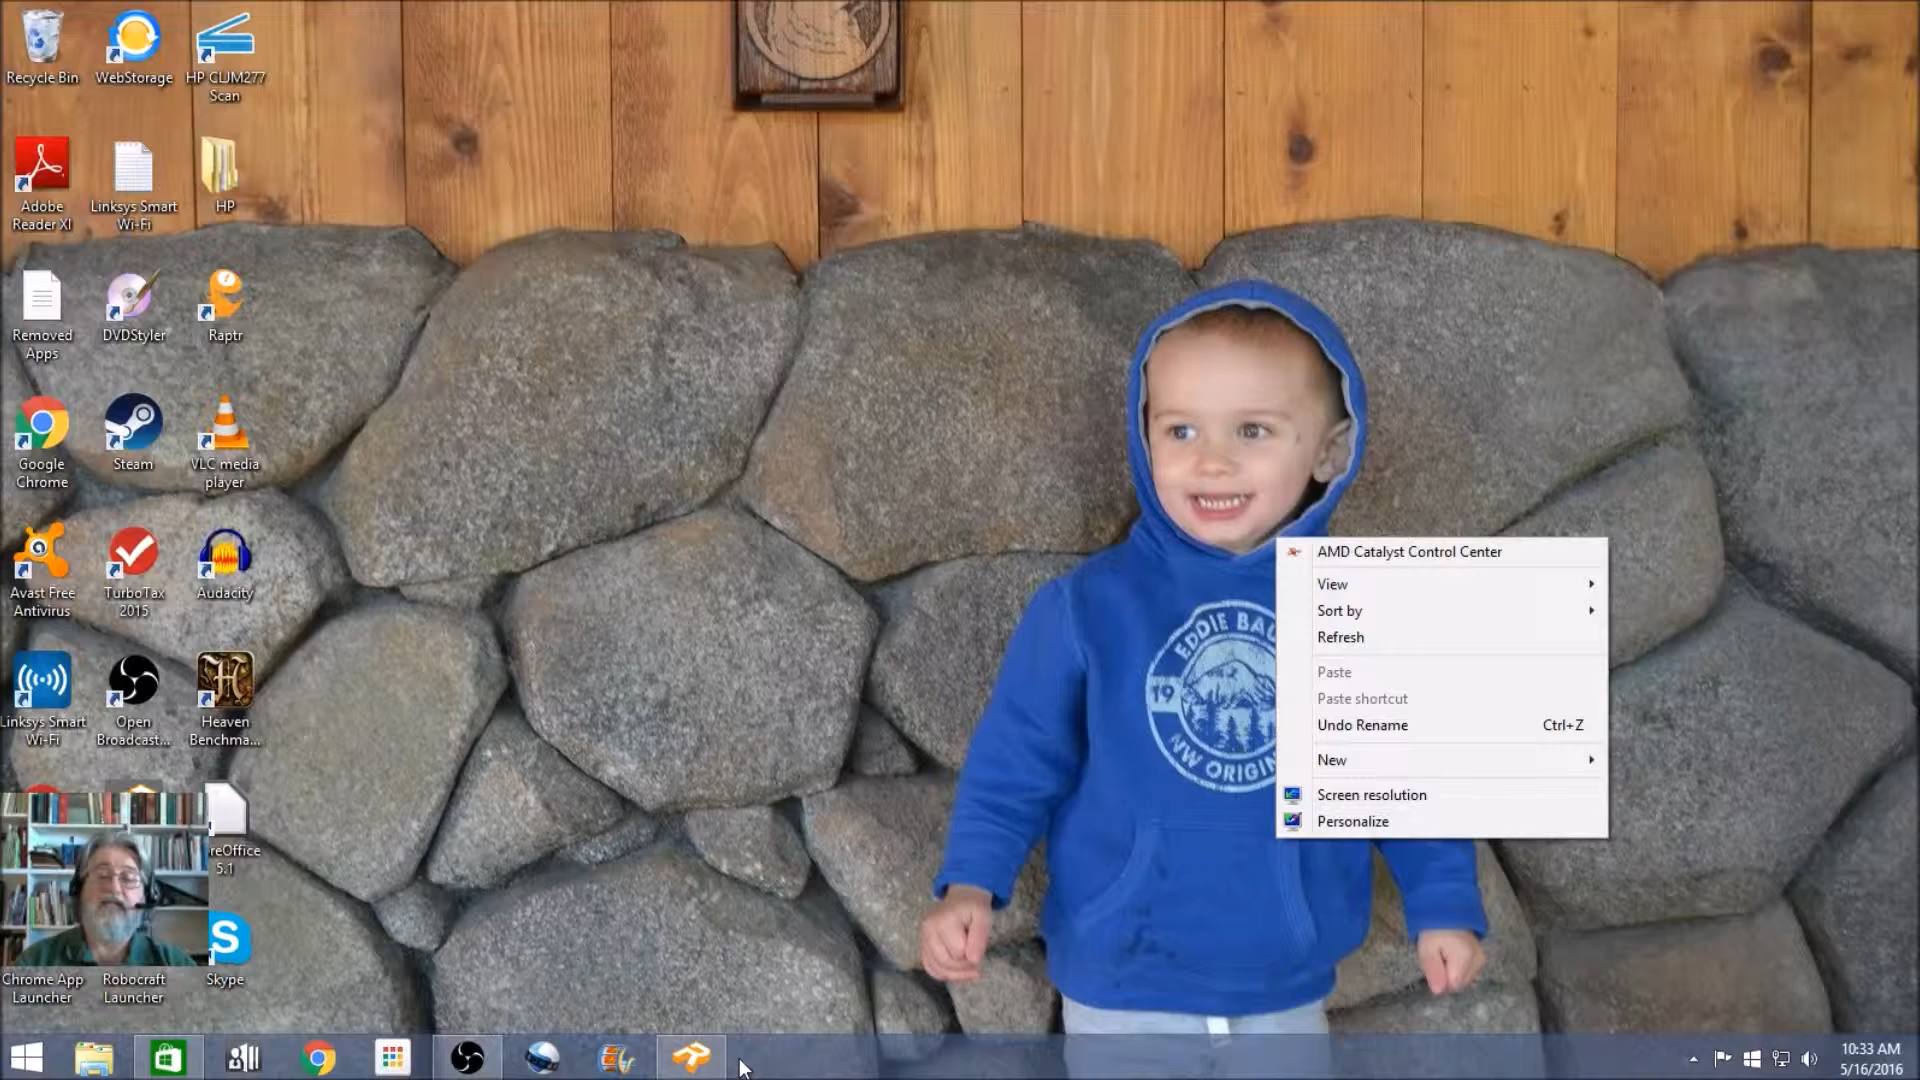 Recycle Bin
WebStorage
HP CLJM277
Scan
Adobe
Reader XI
Linksys Smart
Wi-Fi
HP
Removed
Apps
DVDStyler
Raptr
Google
Chrome
Steam
VLC media
player
Avast Free
Antivirus
TurboTax
2015
Audacity
Linksys Smart
Wi-Fi
Open
Broadcast...
Heaven
Benchma...
reOffice
5.1
Chrome App
Launcher
Robocraft
Launcher
Skype
EDDIE BAU
19
NW ORIGIN
AMD Catalyst Control Center
View
Sort by
Refresh
Paste
Paste shortcut
Undo Rename Ctrl+Z
New
Screen resolution
Personalize
10:33 AM
5/16/2016